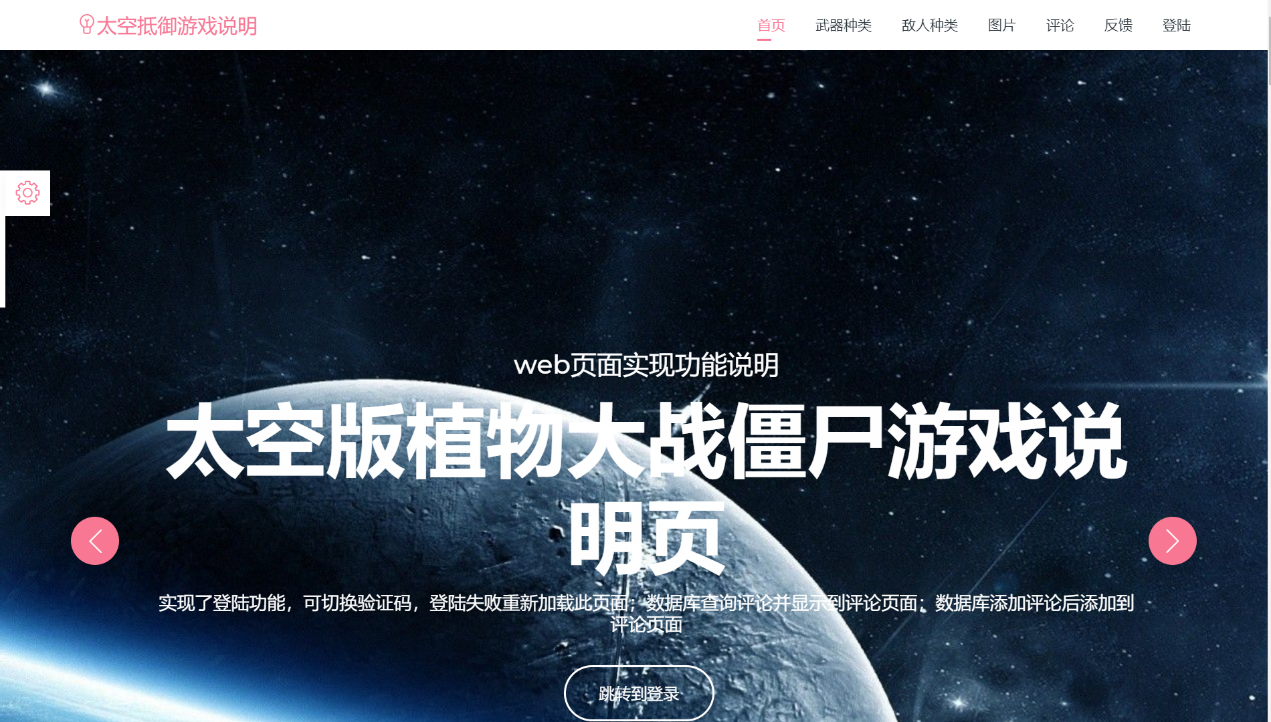 太空抵御游戏说明
首页 武器种类 敌人种类 图片 评论 反馈 登陆
web页面实现功能说明
太空版植物大战僵尸游戏说
明页
实现了登陆功能，可切换验证码，登陆失败重新加载此页面；数据库查询评论并显示到评论页面；数据库添加评论后添加到
评论页面
跳转到登录